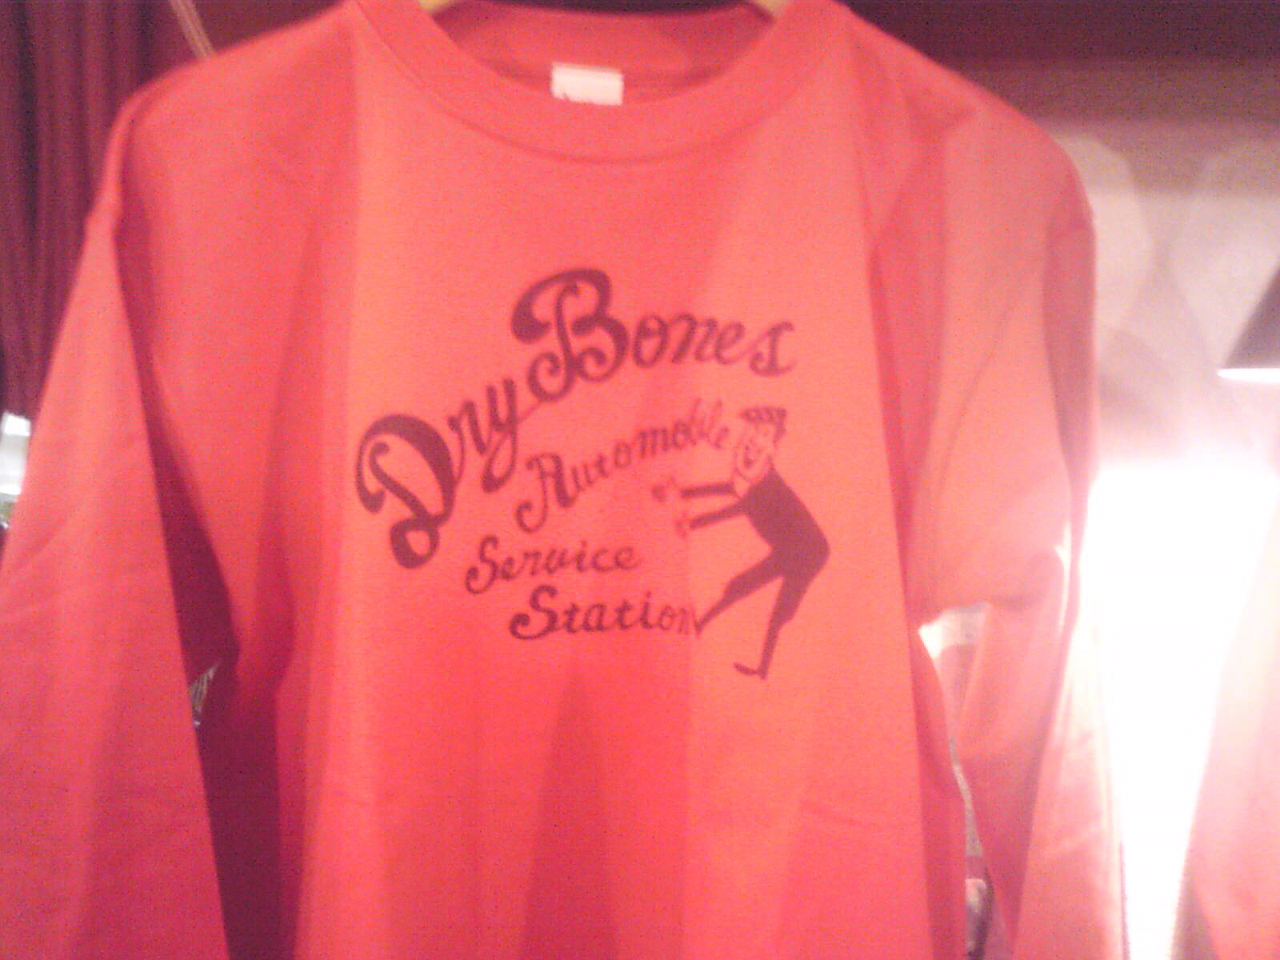 Dry Bones
Automobile
Service
Station